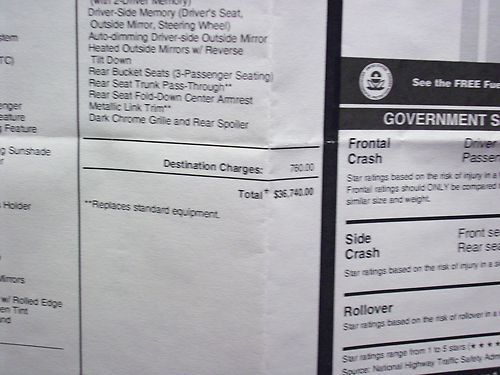 (with 2-Driver Memory)
Driver-Side Memory (Driver's Seat,
Outside Mirror, Steering Wheel)
Auto-dimming Driver-side Outside Mirror
Heated Outside Mirrors w/ Reverse
Tilt Down
Rear Bucket Seats (3-Passenger Seating)
Rear Seat Trunk Pass-Through**
Rear Seat Fold-Down Center Armrest
Metallic Link Trim**
Dark Chrome Grille and Rear Spoiler
Destination Charges: 760.00
Total† $36,740.00
**Replaces standard equipment.
stem
TC)
enger
eature
g Feature
g Sunshade
Holder
Mirrors
w/ Rolled Edge
en Tint
und
See the FREE Fue
GOVERNMENT S
Frontal Driver
Crash Passen
Star ratings based on the risk of injury in a
Frontal ratings should ONLY be compared
similar size and weight.
Side Front se
Crash Rear sea
Star ratings based on the risk of injury in a s
Rollover
Star ratings based on the risk of rollover in a
Star ratings range from 1 to 5 stars (★★★★
Source: National Highway Traffic Safety Adm